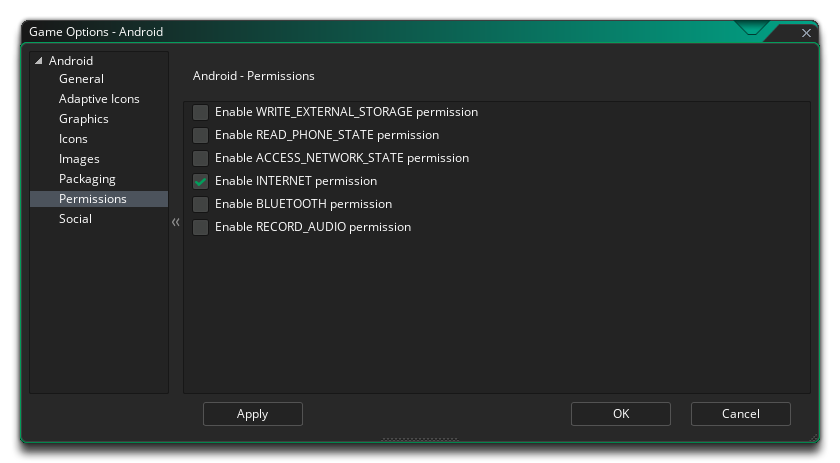 Game Options - Android
Android
General
Adaptive Icons
Graphics
Icons
Images
Packaging
Permissions
Social
Android - Permissions
Enable WRITE_EXTERNAL_STORAGE permission
Enable READ_PHONE_STATE permission
Enable ACCESS_NETWORK_STATE permission
Enable INTERNET permission
Enable BLUETOOTH permission
Enable RECORD_AUDIO permission
Apply
OK
Cancel